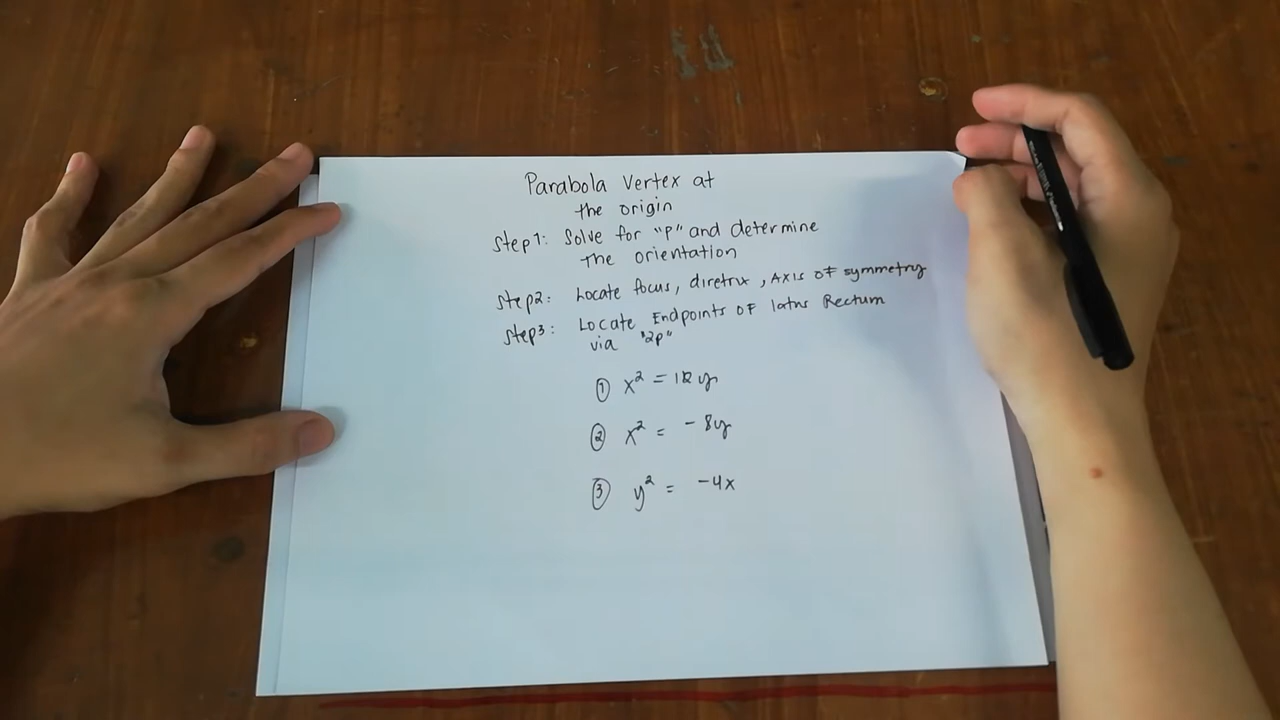 Parabola Vertex at
the origin
Step1: Solve for "P" and determine
the orientation
Step2: Locate focus, diretrix, Axis of symmetry
Step3: Locate Endpoints of latus Rectum
via "2p"
① x² = 12y
② x² = -8y
③ y² = -4x